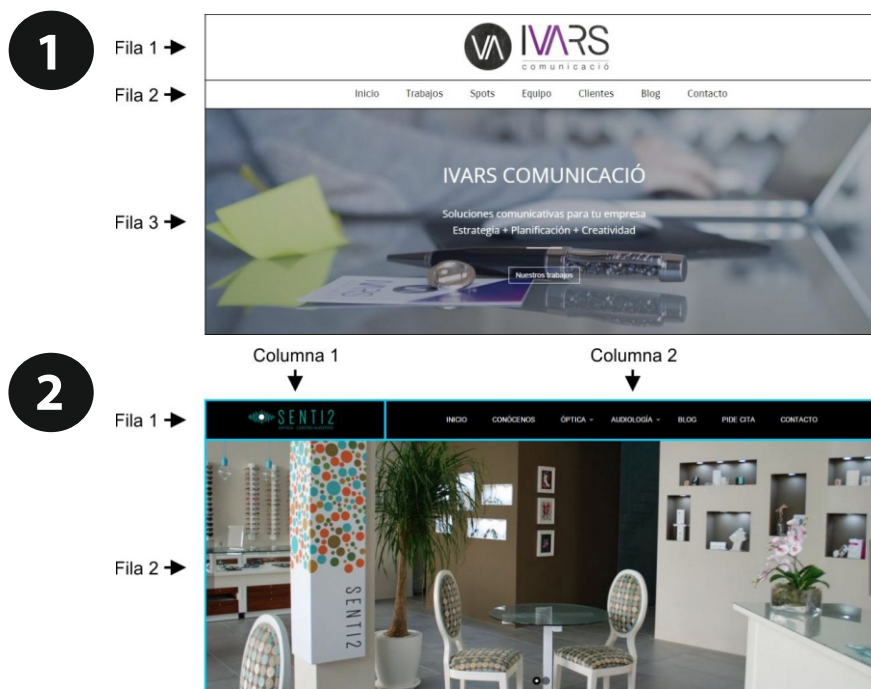 1
Fila 1
VA IVARS
comunicació
Fila 2
Inicio Trabajos Spots Equipo Clientes Blog Contacto
IVARS COMUNICACIÓ
Soluciones comunicativas para tu empresa
Estrategia + Planificación + Creatividad
Fila 3
Nuestros trabajos
Columna 1 Columna 2
2
Fila 1
SENTI2
INICIO CONÓCENOS ÓPTICA AUDIOLOGÍA BLOG PIDE CITA CONTACTO
Fila 2
SENTI2